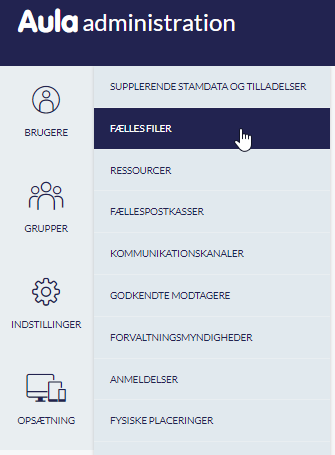 Aula administration
BRUGERE
GRUPPER
INDSTILLINGER
OPSÆTNING
SUPPLERENDE STAMDATA OG TILLADELSER
FÆLLES FILER
RESSOURCER
FÆLLESPOSTKASSER
KOMMUNIKATIONSKANALER
GODKENDTE MODTAGERE
FORVALTNINGSMYNDIGHEDER
ANMELDELSER
FYSISKE PLACERINGER